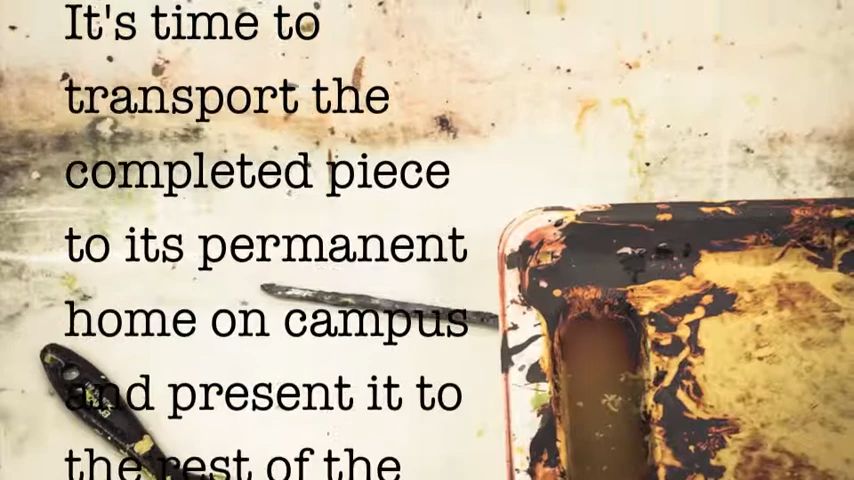 It's time to
transport the
completed piece
to its permanent
home on campus
and present it to
the rest of the